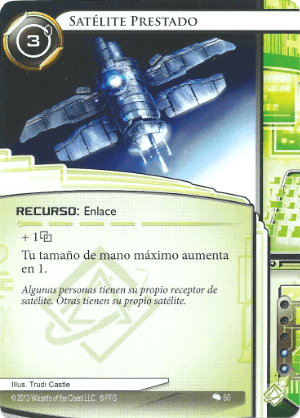 3
SATÉLITE PRESTADO
RECURSO: Enlace
+ 1
Tu tamaño de mano máximo aumenta
en 1.
Algunas personas tienen su propio receptor de
satélite. Otras tienen su propio satélite.
Illus. Trudi Castle
© 2013 Wizards of the Coast LLC. © FFG
50